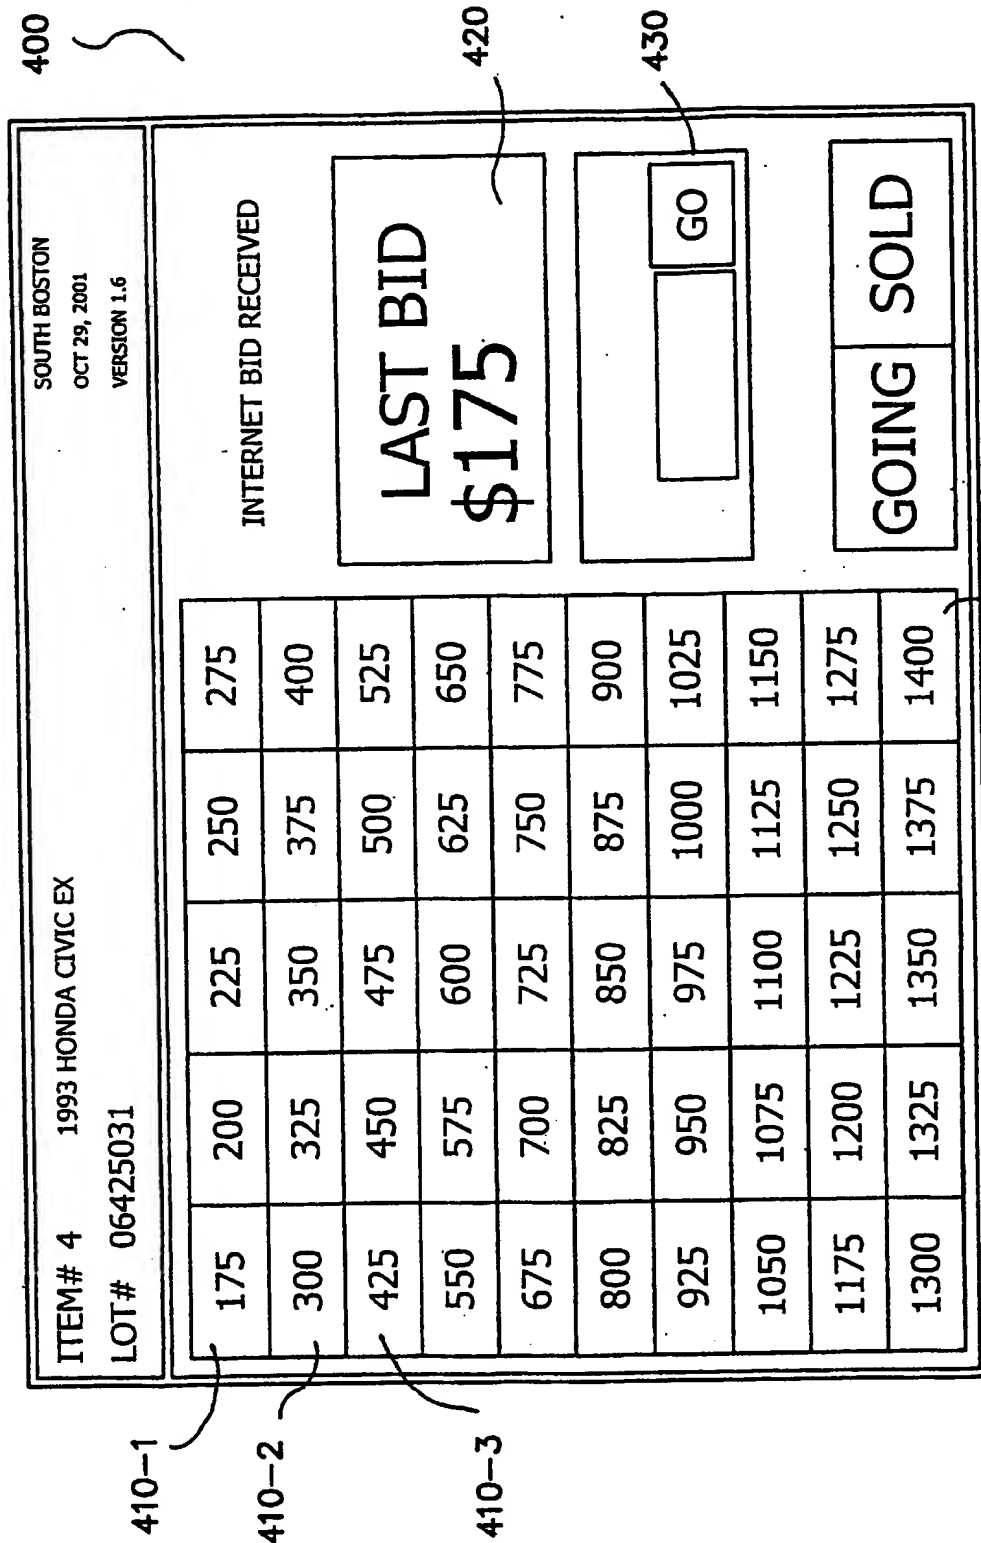 400
ITEM# 4 1993 HONDA CIVIC EX SOUTH BOSTON
OCT 29, 2001
LOT# 06425031 VERSION 1.6
INTERNET BID RECEIVED
410-1
175 200 225 250 275
410-2
300 325 350 375 400
410-3
425 450 475 500 525
550 575 600 625 650
675 700 725 750 775
800 825 850 875 900
925 950 975 1000 1025
1050 1075 1100 1125 1150
1175 1200 1225 1250 1275
1300 1325 1350 1375 1400
LAST BID
$175
420
GO
430
GOING SOLD